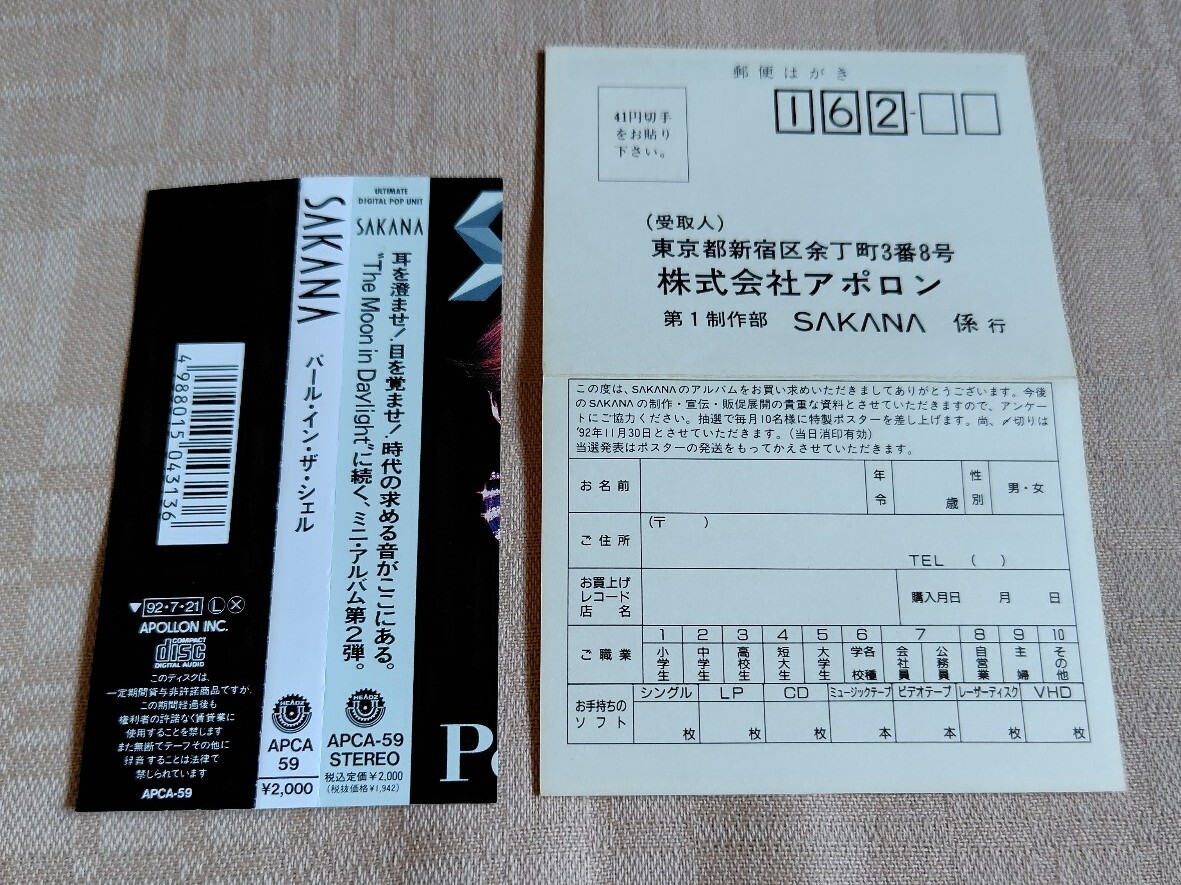 4 988015 043136
▼92・7・21 Ⓛ Ⓧ
APOLLON INC.
COMPACT
disc
DIGITAL AUDIO
このディスクは、
一定期間貸与非許諾商品ですが、
この期間経過後も
権利者の許諾なく賃貸業に
使用することを禁じます
また無断でテープその他に
録音することは法律で
禁じられています
APCA-59
SAKANA
パール・イン・ザ・シェル
HEADZ
APCA
59
¥2,000
ULTIMATE
DIGITAL POP UNIT
SAKANA
耳を澄ませ!目を覚ませ!時代の求める音がここにある。
"The Moon in Daylight"に続く、ミニ・アルバム第2弾。
HEADZ
APCA-59
STEREO
税込定価¥2,000
(税抜価格¥1,942)
郵便はがき
41円切手
をお貼り
下さい。
162-
(受取人)
東京都新宿区余丁町3番8号
株式会社アポロン
第1制作部 SAKANA 係 行
この度は、SAKANAのアルバムをお買い求めいただきましてありがとうございます。今後
のSAKANAの制作・宣伝・販促展開の貴重な資料とさせていただきますので、アンケー
トにご協力ください。抽選で毎月10名様に特製ポスターを差し上げます。尚、〆切りは
'92年11月30日とさせていただきます。(当日消印有効)
当選発表はポスターの発送をもってかえさせていただきます。
お名前 年令 歳 性別 男・女
ご住所 (〒 ) TEL ( )
お買上げ
レコード
店名
購入月日 月 日
ご職業
1 2 3 4 5 6 7 8 9 10
小学生 中学生 高校生 短大生 大学生 各種学校 会社員 公務員 自営業 主婦 その他
お手持ちの
ソフト
シングル LP CD ミュージックテープ ビデオテープ レーザーディスク VHD
枚 枚 枚 本 本 枚 枚